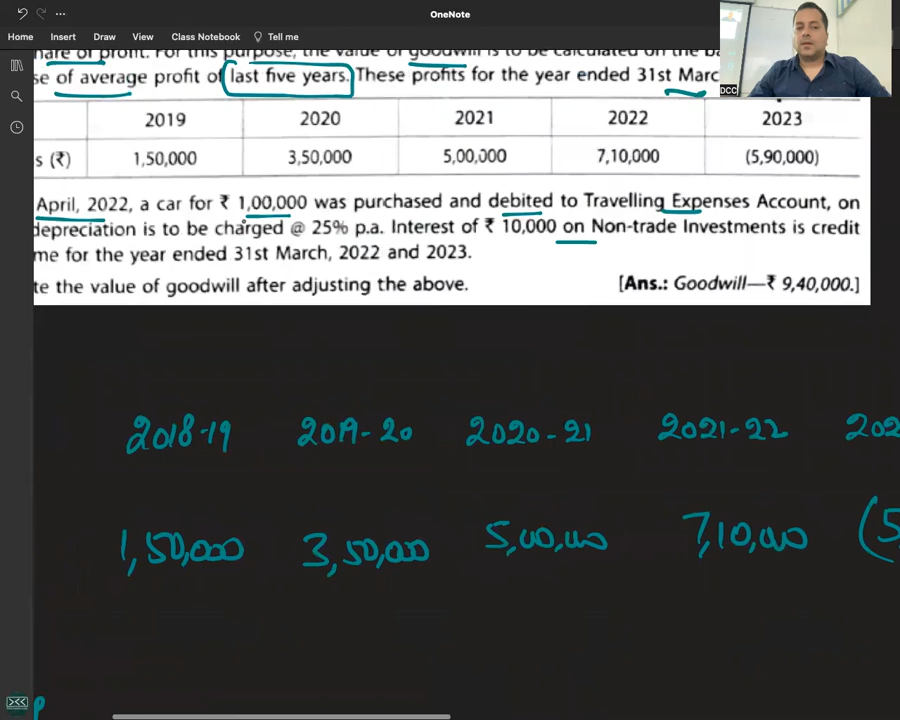 OneNote
Home Insert Draw View Class Notebook Tell me
hare of profit. For this purpose, the value of goodwill is to be calculated on the ba
se of average profit of last five years. These profits for the year ended 31st Marc
DCC
2019 2020 2021 2022 2023
s (₹) 1,50,000 3,50,000 5,00,000 7,10,000 (5,90,000)
April, 2022, a car for ₹ 1,00,000 was purchased and debited to Travelling Expenses Account, on
depreciation is to be charged @ 25% p.a. Interest of ₹ 10,000 on Non-trade Investments is credit
me for the year ended 31st March, 2022 and 2023.
te the value of goodwill after adjusting the above. [Ans.: Goodwill—₹ 9,40,000.]
2018-19 2019-20 2020-21 2021-22 202
1,50,000 3,50,000 5,00,000 7,10,000 (5